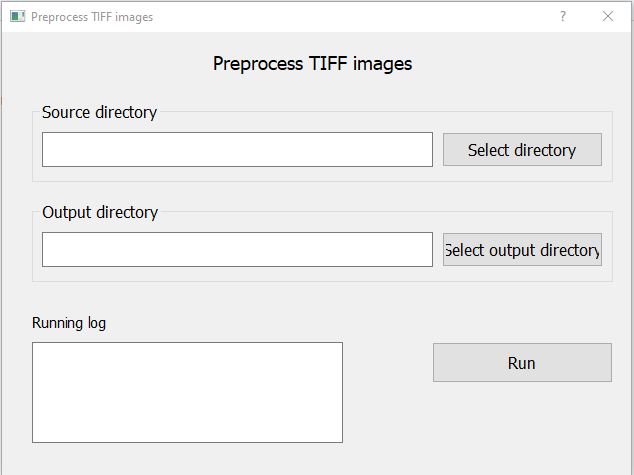 Preprocess TIFF images
?
Preprocess TIFF images
Source directory
Select directory
Output directory
Select output directory
Running log
Run